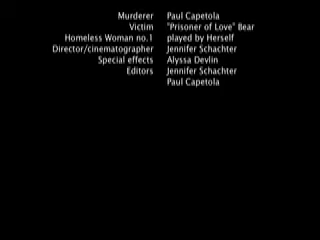 Murderer Paul Capetola
Victim "Prisoner of Love" Bear
Homeless Woman no.1 played by Herself
Director/cinematographer Jennifer Schachter
Special effects Alyssa Devlin
Editors Jennifer Schachter
Paul Capetola